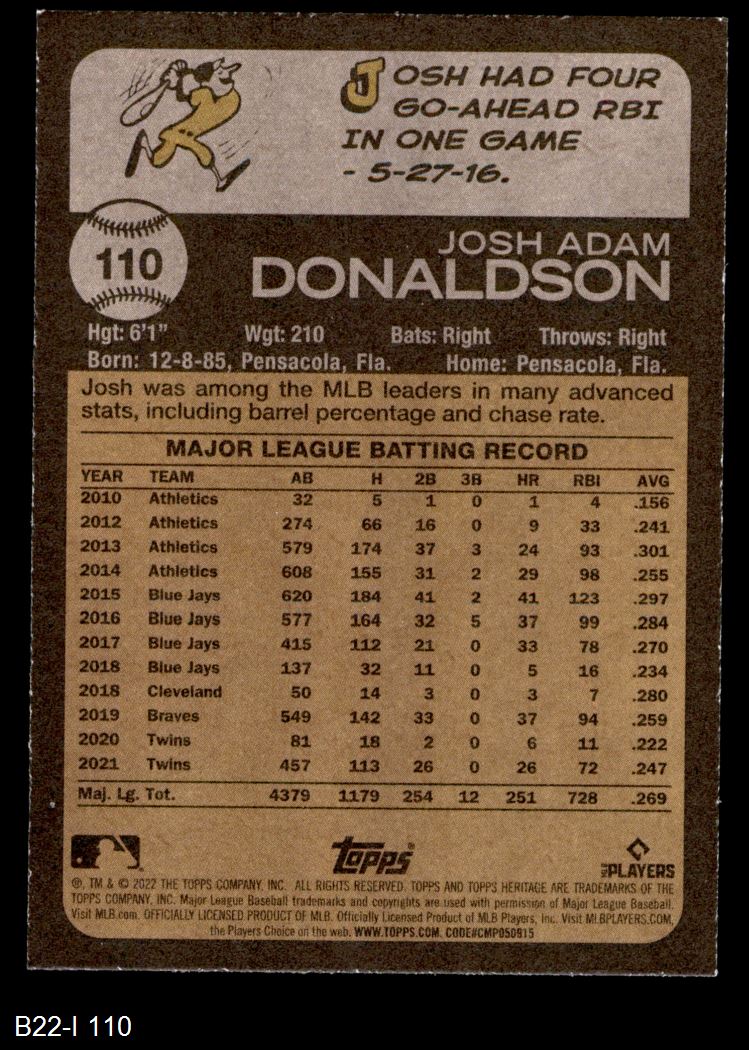 JOSH HAD FOUR
GO-AHEAD RBI
IN ONE GAME
- 5-27-16.
110
JOSH ADAM
DONALDSON
Hgt: 6'1" Wgt: 210 Bats: Right Throws: Right
Born: 12-8-85, Pensacola, Fla. Home: Pensacola, Fla.
Josh was among the MLB leaders in many advanced
stats, including barrel percentage and chase rate.
MAJOR LEAGUE BATTING RECORD
YEAR TEAM AB H 2B 3B HR RBI AVG
2010 Athletics 32 5 1 0 1 4 .156
2012 Athletics 274 66 16 0 9 33 .241
2013 Athletics 579 174 37 3 24 93 .301
2014 Athletics 608 155 31 2 29 98 .255
2015 Blue Jays 620 184 41 2 41 123 .297
2016 Blue Jays 577 164 32 5 37 99 .284
2017 Blue Jays 415 112 21 0 33 78 .270
2018 Blue Jays 137 32 11 0 5 16 .234
2018 Cleveland 50 14 3 0 3 7 .280
2019 Braves 549 142 33 0 37 94 .259
2020 Twins 81 18 2 0 6 11 .222
2021 Twins 457 113 26 0 26 72 .247
Maj. Lg. Tot. 4379 1179 254 12 251 728 .269
topps
PLAYERS
®, TM & © 2022 THE TOPPS COMPANY, INC. ALL RIGHTS RESERVED. TOPPS AND TOPPS HERITAGE ARE TRADEMARKS OF THE
TOPPS COMPANY, INC. Major League Baseball trademarks and copyrights are used with permission of Major League Baseball.
Visit MLB.com. OFFICIALLY LICENSED PRODUCT OF MLB. Officially Licensed Product of MLB Players, Inc. Visit MLBPLAYERS.COM,
the Players Choice on the web. WWW.TOPPS.COM. CODE#CMP050915
B22-I 110